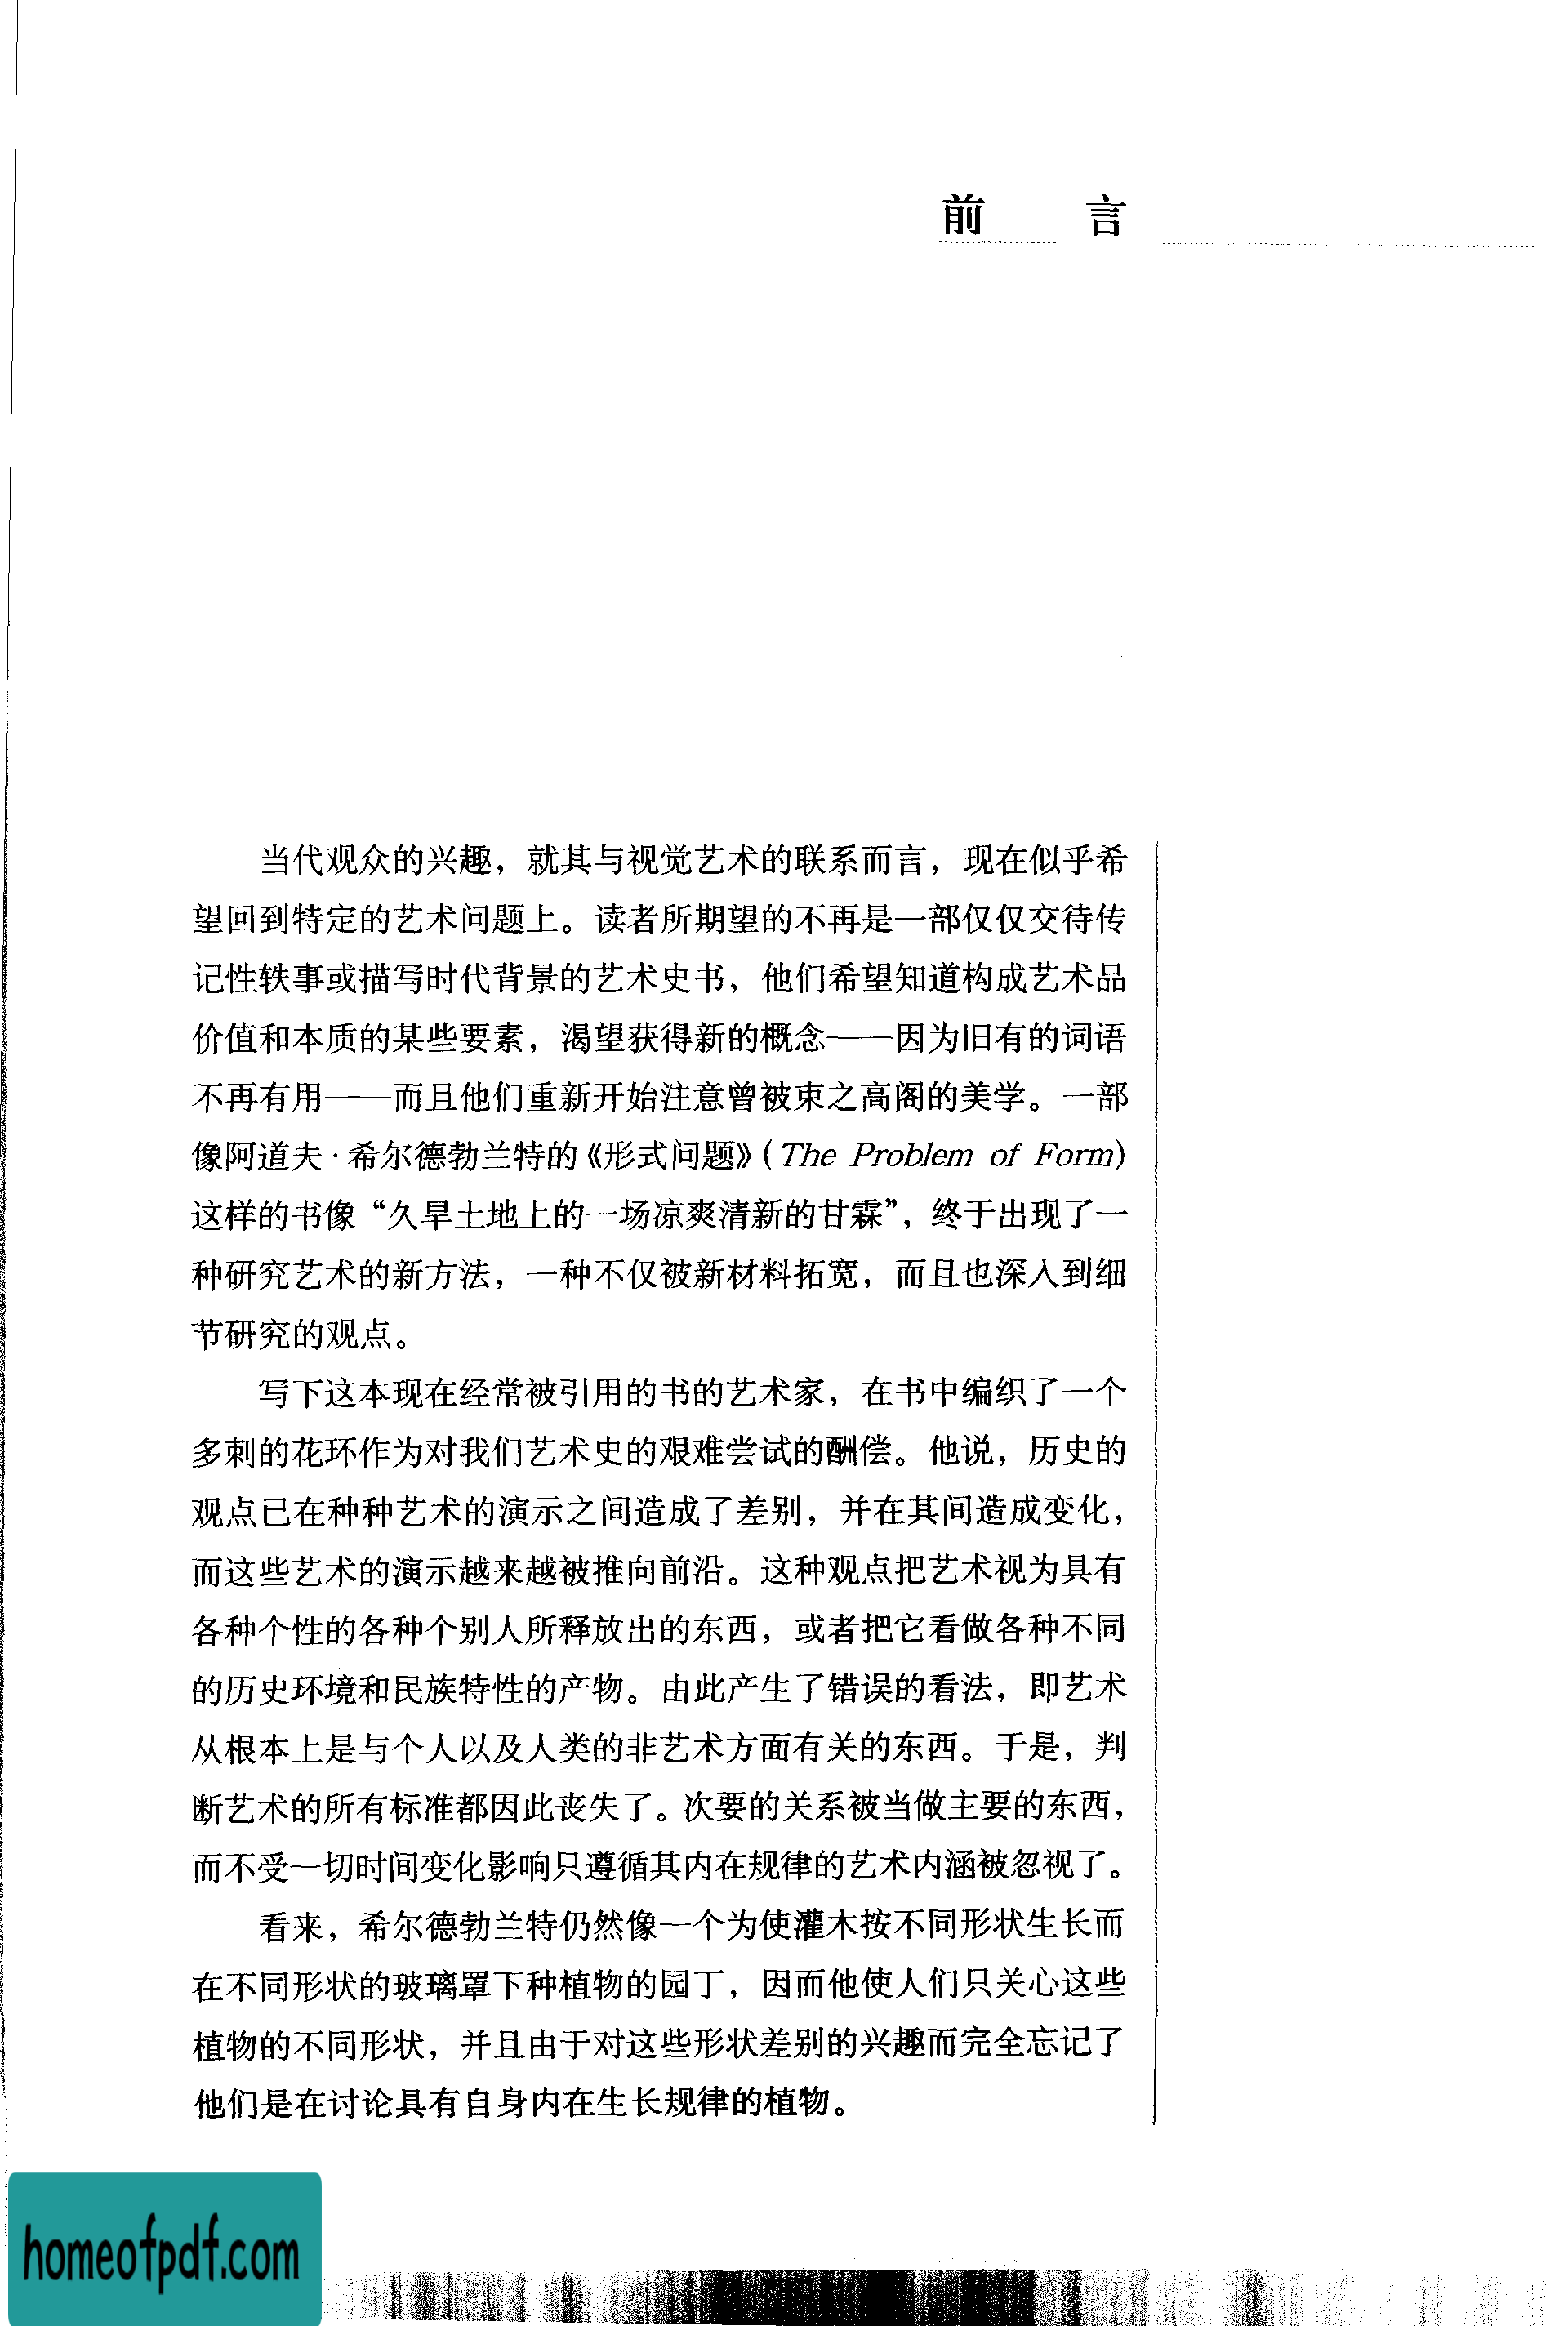 前 言
当代观众的兴趣，就其与视觉艺术的联系而言，现在似乎希
望回到特定的艺术问题上。读者所期望的不再是一部仅仅交待传
记性轶事或描写时代背景的艺术史书，他们希望知道构成艺术品
价值和本质的某些要素，渴望获得新的概念——因为旧有的词语
不再有用——而且他们重新开始注意曾被束之高阁的美学。一部
像阿道夫·希尔德勃兰特的《形式问题》(The Problem of Form)
这样的书像“久旱土地上的一场凉爽清新的甘霖”，终于出现了一
种研究艺术的新方法，一种不仅被新材料拓宽，而且也深入到细
节研究的观点。
写下这本现在经常被引用的书的艺术家，在书中编织了一个
多刺的花环作为对我们艺术史的艰难尝试的酬偿。他说，历史的
观点已在种种艺术的演示之间造成了差别，并在其间造成变化，
而这些艺术的演示越来越被推向前沿。这种观点把艺术视为具有
各种个性的各种个别人所释放出的东西，或者把它看做各种不同
的历史环境和民族特性的产物。由此产生了错误的看法，即艺术
从根本上是与个人以及人类的非艺术方面有关的东西。于是，判
断艺术的所有标准都因此丧失了。次要的关系被当做主要的东西，
而不受一切时间变化影响只遵循其内在规律的艺术内涵被忽视了。
看来，希尔德勃兰特仍然像一个为使灌木按不同形状生长而
在不同形状的玻璃罩下种植物的园丁，因而他使人们只关心这些
植物的不同形状，并且由于对这些形状差别的兴趣而完全忘记了
他们是在讨论具有自身内在生长规律的植物。
homeofpdf.com